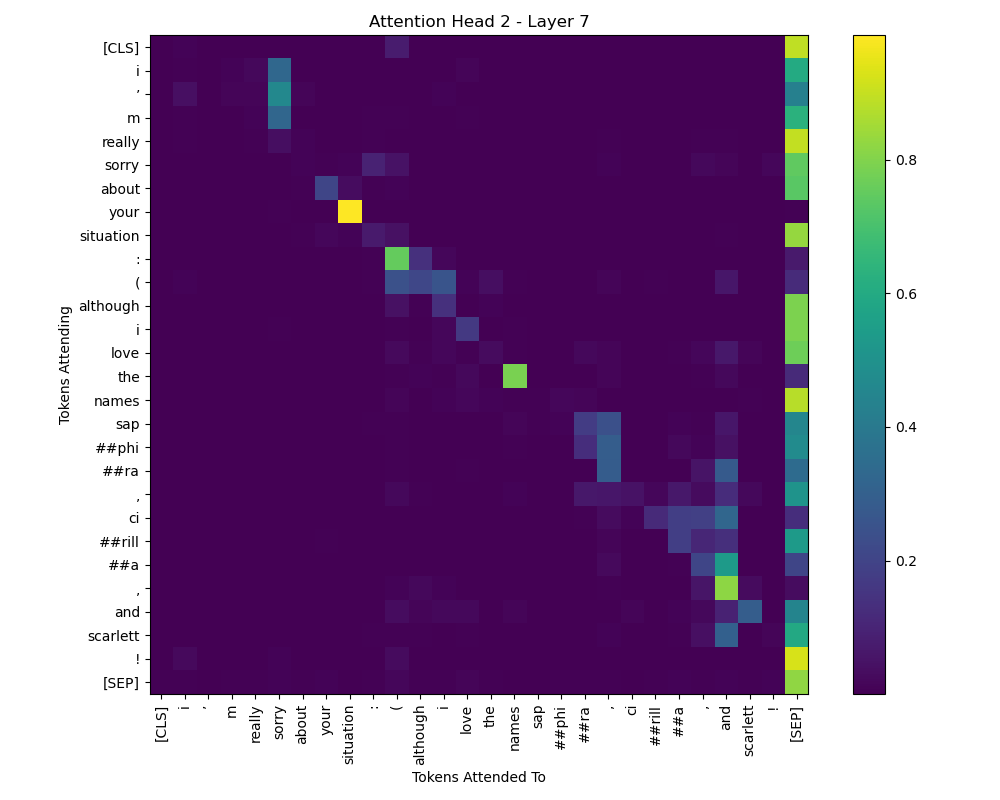 Attention Head 2 - Layer 7
[CLS]
i
’
m
really
sorry
about
your
situation
:
(
although
i
love
the
names
sap
##phi
##ra
,
ci
##rill
##a
,
and
scarlett
!
[SEP]
Tokens Attending
[CLS]
i
’
m
really
sorry
about
your
situation
:
(
although
i
love
the
names
sap
##phi
##ra
,
ci
##rill
##a
,
and
scarlett
!
[SEP]
Tokens Attended To
0.8
0.6
0.4
0.2